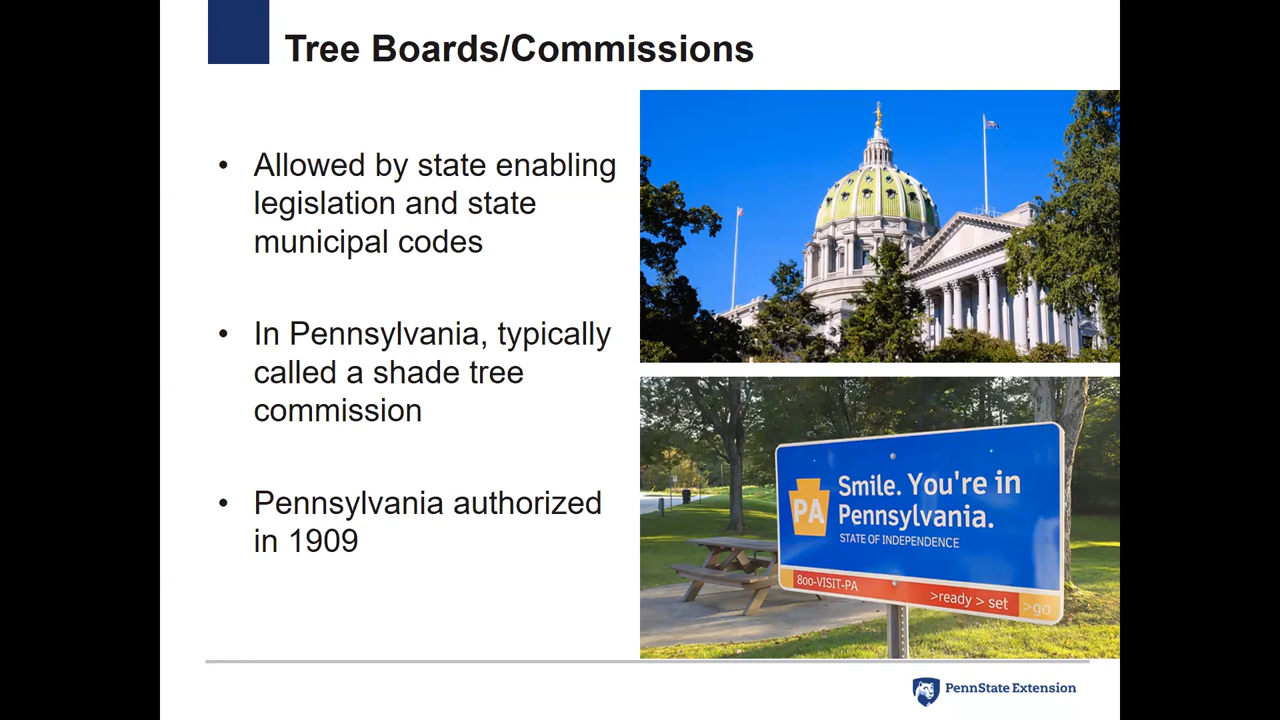 Tree Boards/Commissions
• Allowed by state enabling
legislation and state
municipal codes
• In Pennsylvania, typically
called a shade tree
commission
• Pennsylvania authorized
in 1909
PA
Smile. You're in
Pennsylvania.
STATE OF INDEPENDENCE
800-VISIT-PA
>ready > set >go
PennState Extension